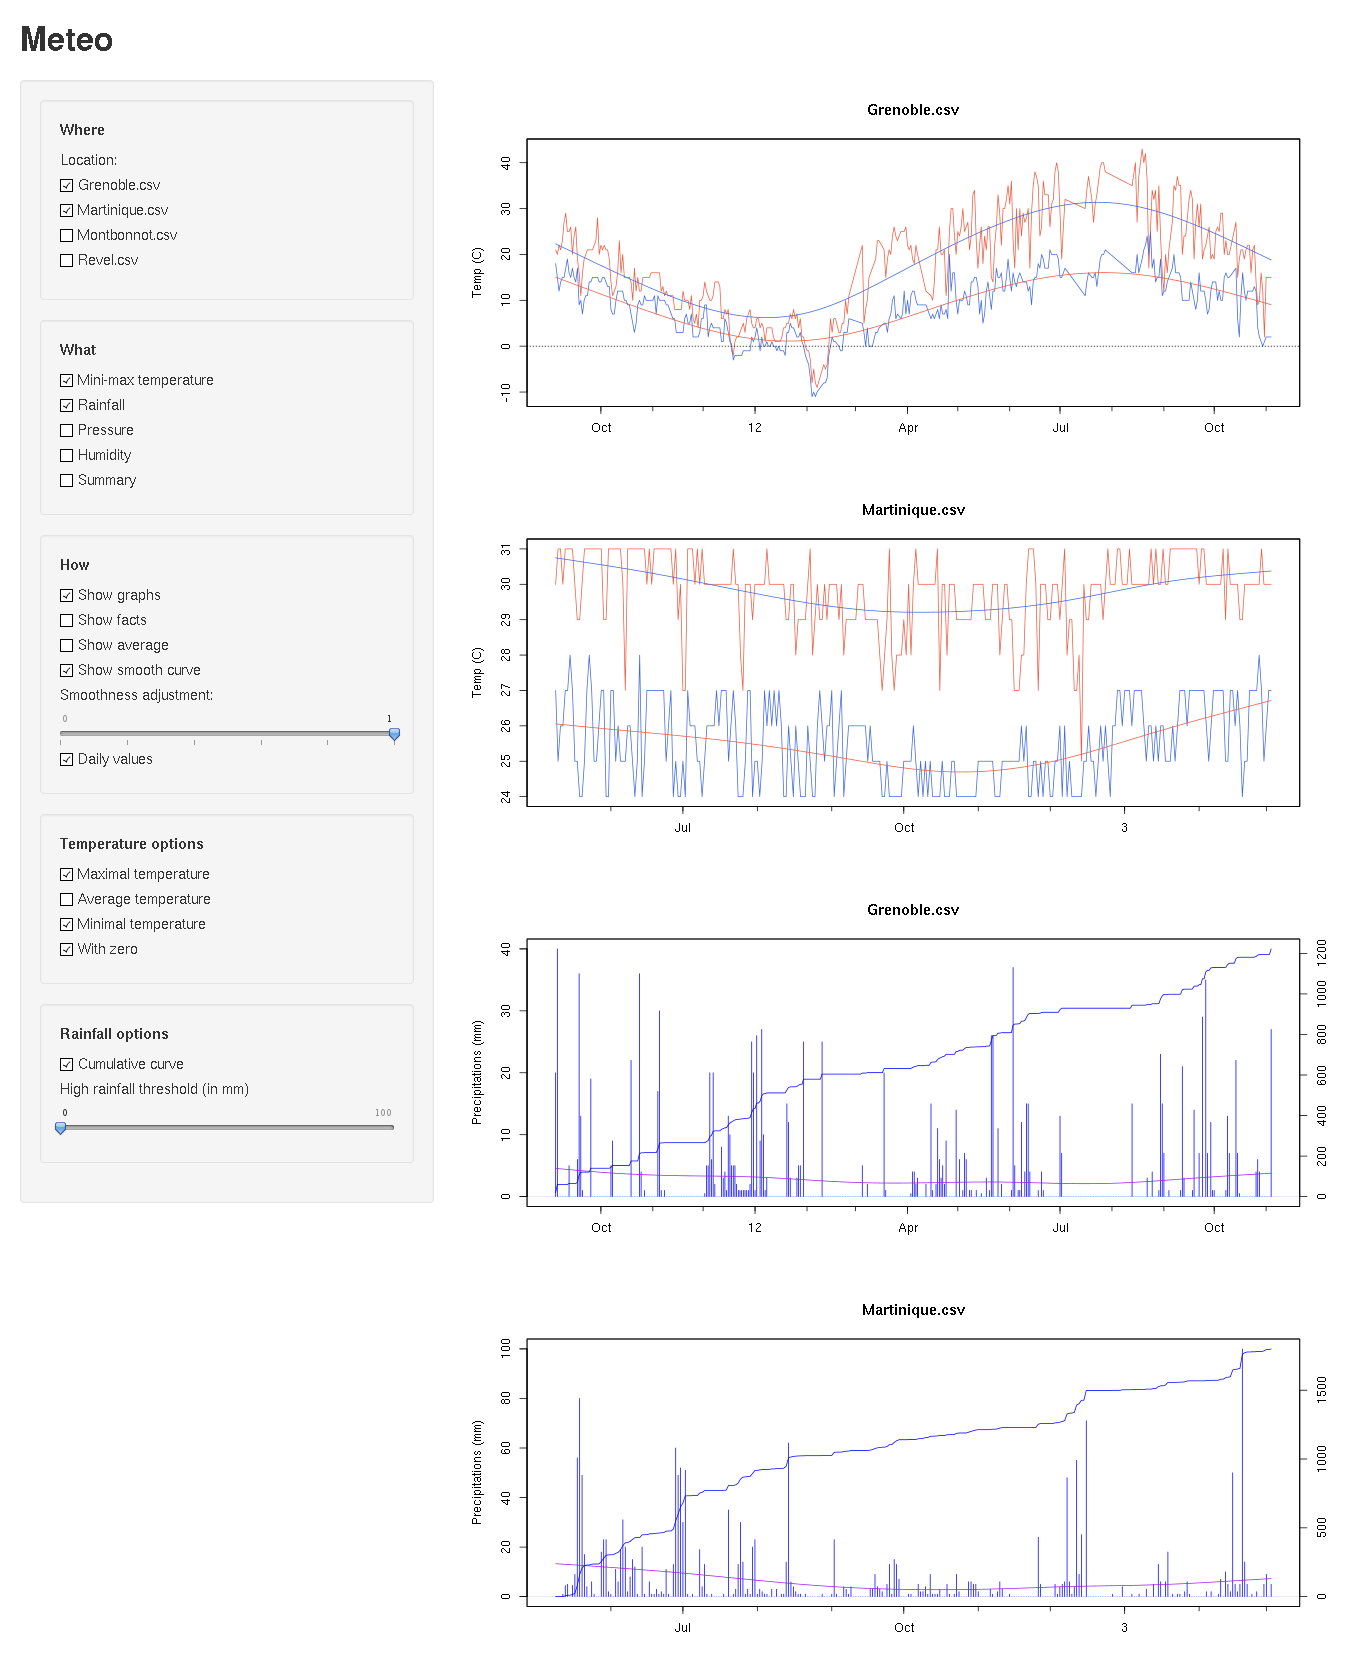 Meteo
Where
Location:
Grenoble.csv
Martinique.csv
Montbonnot.csv
Revel.csv
What
Mini-max temperature
Rainfall
Pressure
Humidity
Summary
How
Show graphs
Show facts
Show average
Show smooth curve
Smoothness adjustment:
0 1
Daily values
Temperature options
Maximal temperature
Average temperature
Minimal temperature
With zero
Rainfall options
Cumulative curve
High rainfall threshold (in mm)
0 100
Grenoble.csv
Temp (C)
40
30
20
10
0
-10
Oct 12 Apr Jul Oct
Martinique.csv
Temp (C)
31
30
29
28
27
26
25
24
Jul Oct 3
Grenoble.csv
Precipitations (mm)
40
30
20
10
0
1200
1000
800
600
400
200
0
Oct 12 Apr Jul Oct
Martinique.csv
Precipitations (mm)
100
80
60
40
20
0
1500
1000
500
0
Jul Oct 3